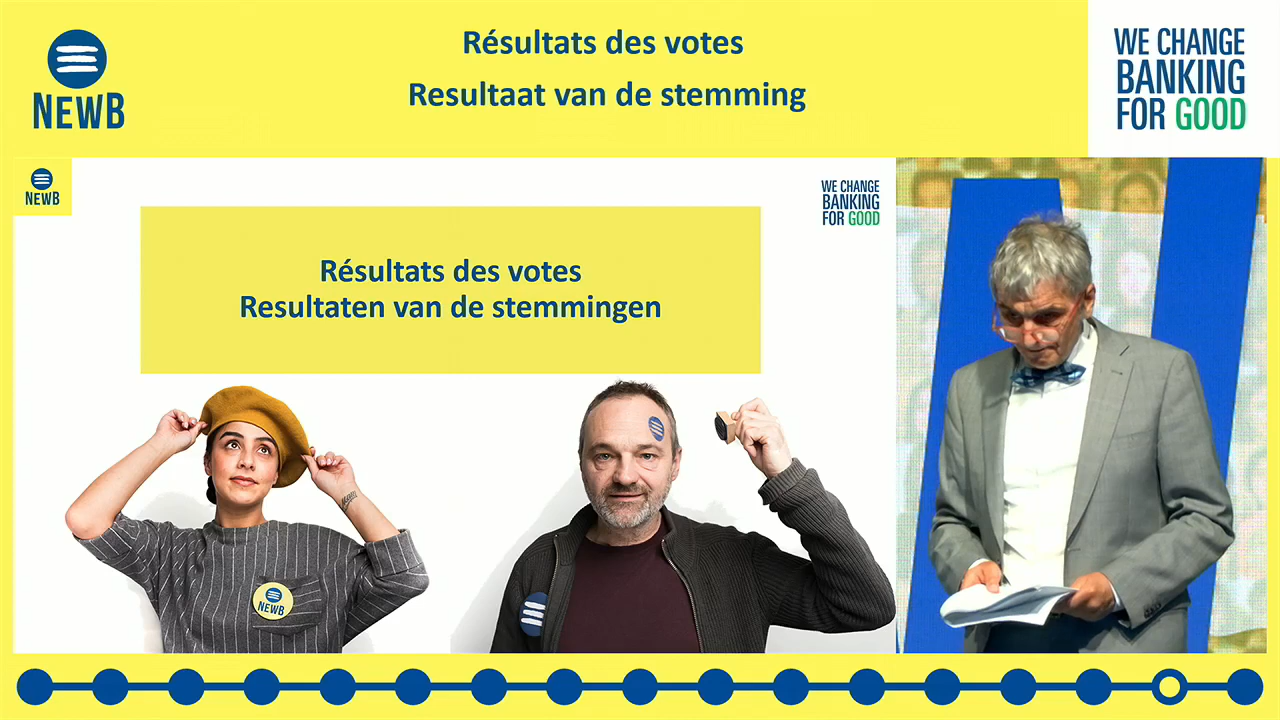 NEWB
Résultats des votes
Resultaat van de stemming
WE CHANGE
BANKING
FOR GOOD
NEWB
WE CHANGE
BANKING
FOR GOOD
Résultats des votes
Resultaten van de stemmingen
NEWB